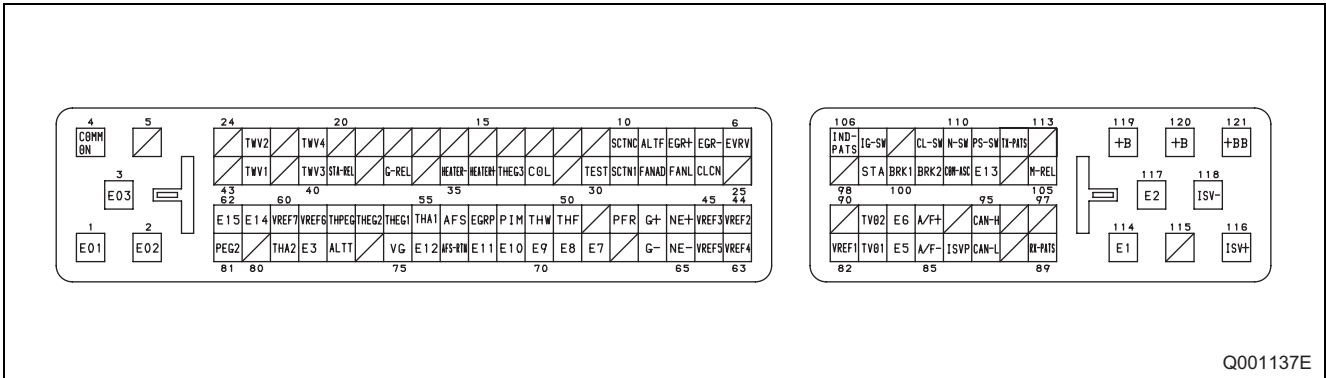 24 20 15 10 6 106 110 113 119 120 121
4 5
COMM ON
TWV2 TWV4 SCTNC ALTF EGR+ EGR- EVRV IND-PATS IG-SW CL-SW N-SW PS-SW TX-PATS +B +B +BB
TWV1 TWV3 STA-REL G-REL HEATER- HEATER+ THEG3 COL TEST SCTN1 FANAD FANL CLCN STA BRK1 BRK2 COM-ASC E13 M-REL
3 43 40 35 30 25 98 100 105 117 118
E03 E2 ISV-
62 60 55 50 45 44 90 95 97
E15 E14 VREF7 VREF6 THPEG THEG2 THEG1 THA1 AFS EGRP PIM THW THF PFR G+ NE+ VREF3 VREF2 TV02 E6 A/F+ CAN-H
1 2 114 115 116
E01 E02 PEG2 THA2 E3 ALTT VG E12 AFS-RTN E11 E10 E9 E8 E7 G- NE- VREF5 VREF4 VREF1 TV01 E5 A/F- ISVP CAN-L RX-PATS E1 ISV+
81 80 75 70 65 63 82 85 89
Q001137E